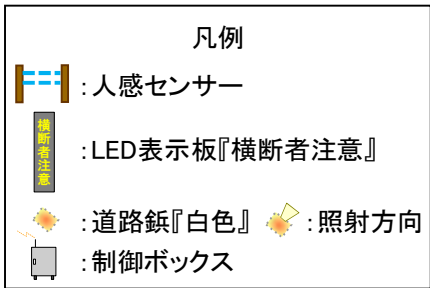 凡例
:人感センサー
横断者注意
:LED表示板『横断者注意』
:道路鋲『白色』 :照射方向
:制御ボックス